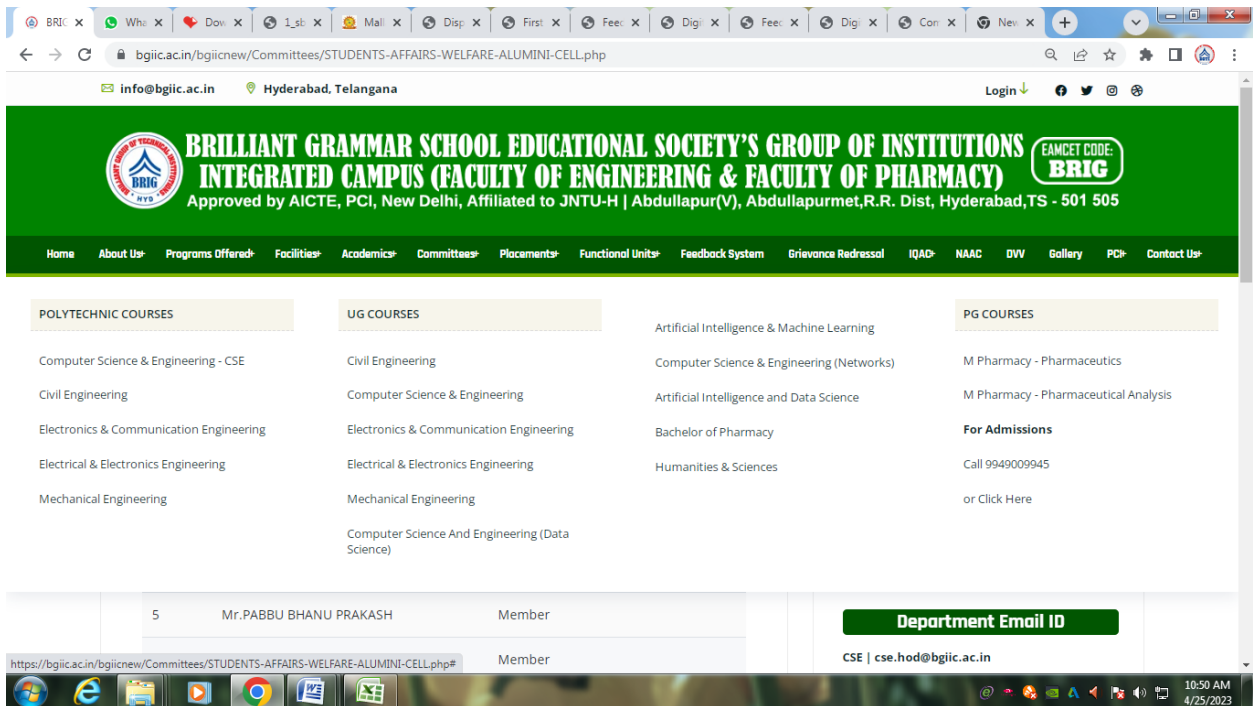 BRIC
Wha
Dow
1_sb
Mall
Disp
First
Feec
Digi
Feec
Digi
Com
New
bgiic.ac.in/bgiicnew/Committees/STUDENTS-AFFAIRS-WELFARE-ALUMINI-CELL.php
info@bgiic.ac.in Hyderabad, Telangana Login
BRILLIANT GRAMMAR SCHOOL EDUCATIONAL SOCIETY'S GROUP OF INSTITUTIONS
INTEGRATED CAMPUS (FACULTY OF ENGINEERING & FACULTY OF PHARMACY)
Approved by AICTE, PCI, New Delhi, Affiliated to JNTU-H | Abdullapur(V), Abdullapurmet,R.R. Dist, Hyderabad,TS - 501 505
BRIG
HYD
EAMCET CODE:
BRIG
Home About Us+ Programs Offered+ Facilities+ Academics+ Committees+ Placements+ Functional Units+ Feedback System Grievance Redressal IQAC+ NAAC DVV Gallery PCI+ Contact Us+
POLYTECHNIC COURSES
Computer Science & Engineering - CSE
Civil Engineering
Electronics & Communication Engineering
Electrical & Electronics Engineering
Mechanical Engineering
UG COURSES
Civil Engineering
Computer Science & Engineering
Electronics & Communication Engineering
Electrical & Electronics Engineering
Mechanical Engineering
Computer Science And Engineering (Data
Science)
Artificial Intelligence & Machine Learning
Computer Science & Engineering (Networks)
Artificial Intelligence and Data Science
Bachelor of Pharmacy
Humanities & Sciences
PG COURSES
M Pharmacy - Pharmaceutics
M Pharmacy - Pharmaceutical Analysis
For Admissions
Call 9949009945
or Click Here
5 Mr.PABBU BHANU PRAKASH Member
Member
Department Email ID
CSE | cse.hod@bgiic.ac.in
https://bgiic.ac.in/bgiicnew/Committees/STUDENTS-AFFAIRS-WELFARE-ALUMINI-CELL.php#
10:50 AM
4/25/2023